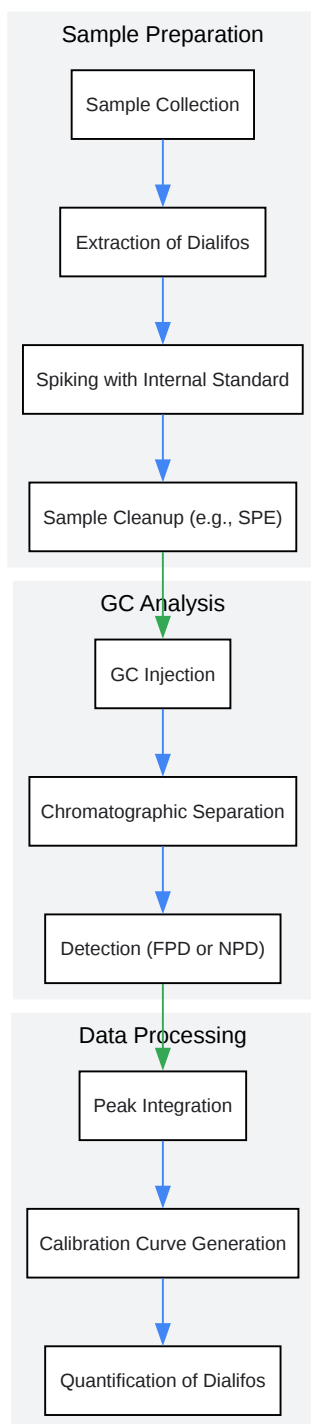 Sample Preparation
Sample Collection
Extraction of Dialifos
Spiking with Internal Standard
Sample Cleanup (e.g., SPE)
GC Analysis
GC Injection
Chromatographic Separation
Detection (FPD or NPD)
Data Processing
Peak Integration
Calibration Curve Generation
Quantification of Dialifos